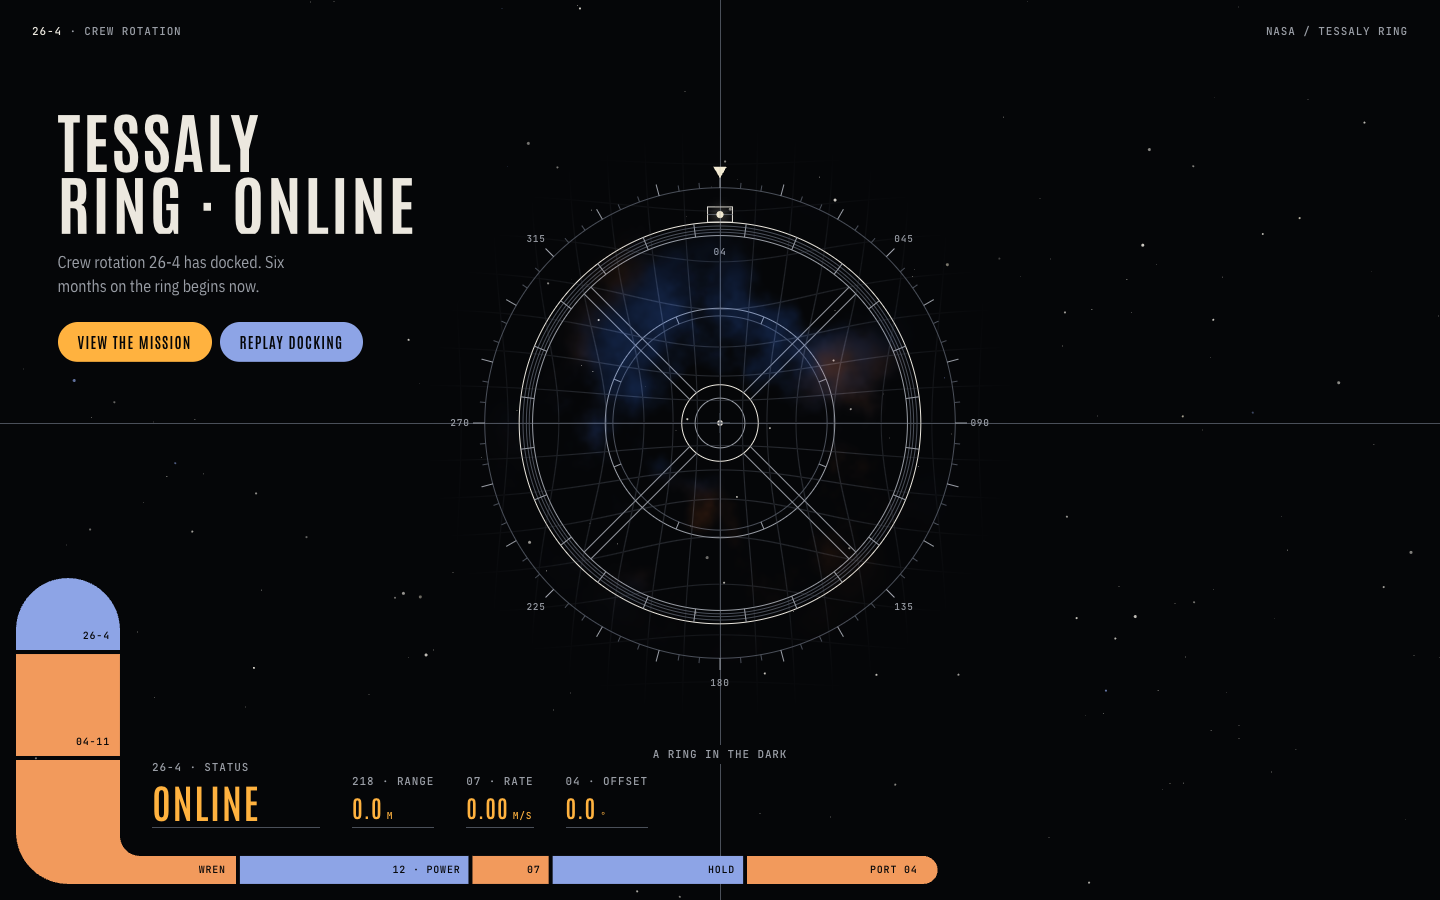 26-4 · CREW ROTATION
NASA / TESSALY RING
TESSALY
RING · ONLINE
Crew rotation 26-4 has docked. Six
months on the ring begins now.
VIEW THE MISSION
REPLAY DOCKING
04
315
045
270
090
225
135
180
A RING IN THE DARK
26-4
04-11
26-4 · STATUS
ONLINE
218 · RANGE
0.0 M
07 · RATE
0.00 M/S
04 · OFFSET
0.0 °
WREN
12 · POWER
07
HOLD
PORT 04